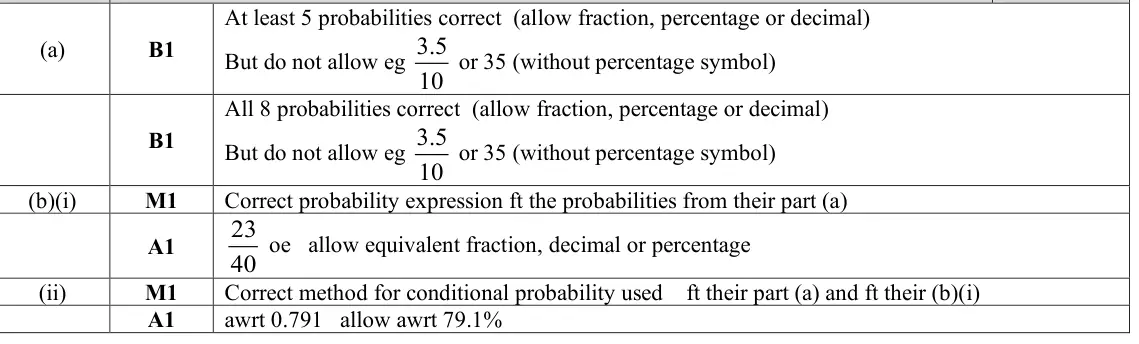 At least 5 probabilities correct (allow fraction, percentage or decimal)
(a) B1 But do not allow eg 3.5/10 or 35 (without percentage symbol)
All 8 probabilities correct (allow fraction, percentage or decimal)
B1 But do not allow eg 3.5/10 or 35 (without percentage symbol)
(b)(i) M1 Correct probability expression ft the probabilities from their part (a)
A1 23/40 oe allow equivalent fraction, decimal or percentage
(ii) M1 Correct method for conditional probability used ft their part (a) and ft their (b)(i)
A1 awrt 0.791 allow awrt 79.1%